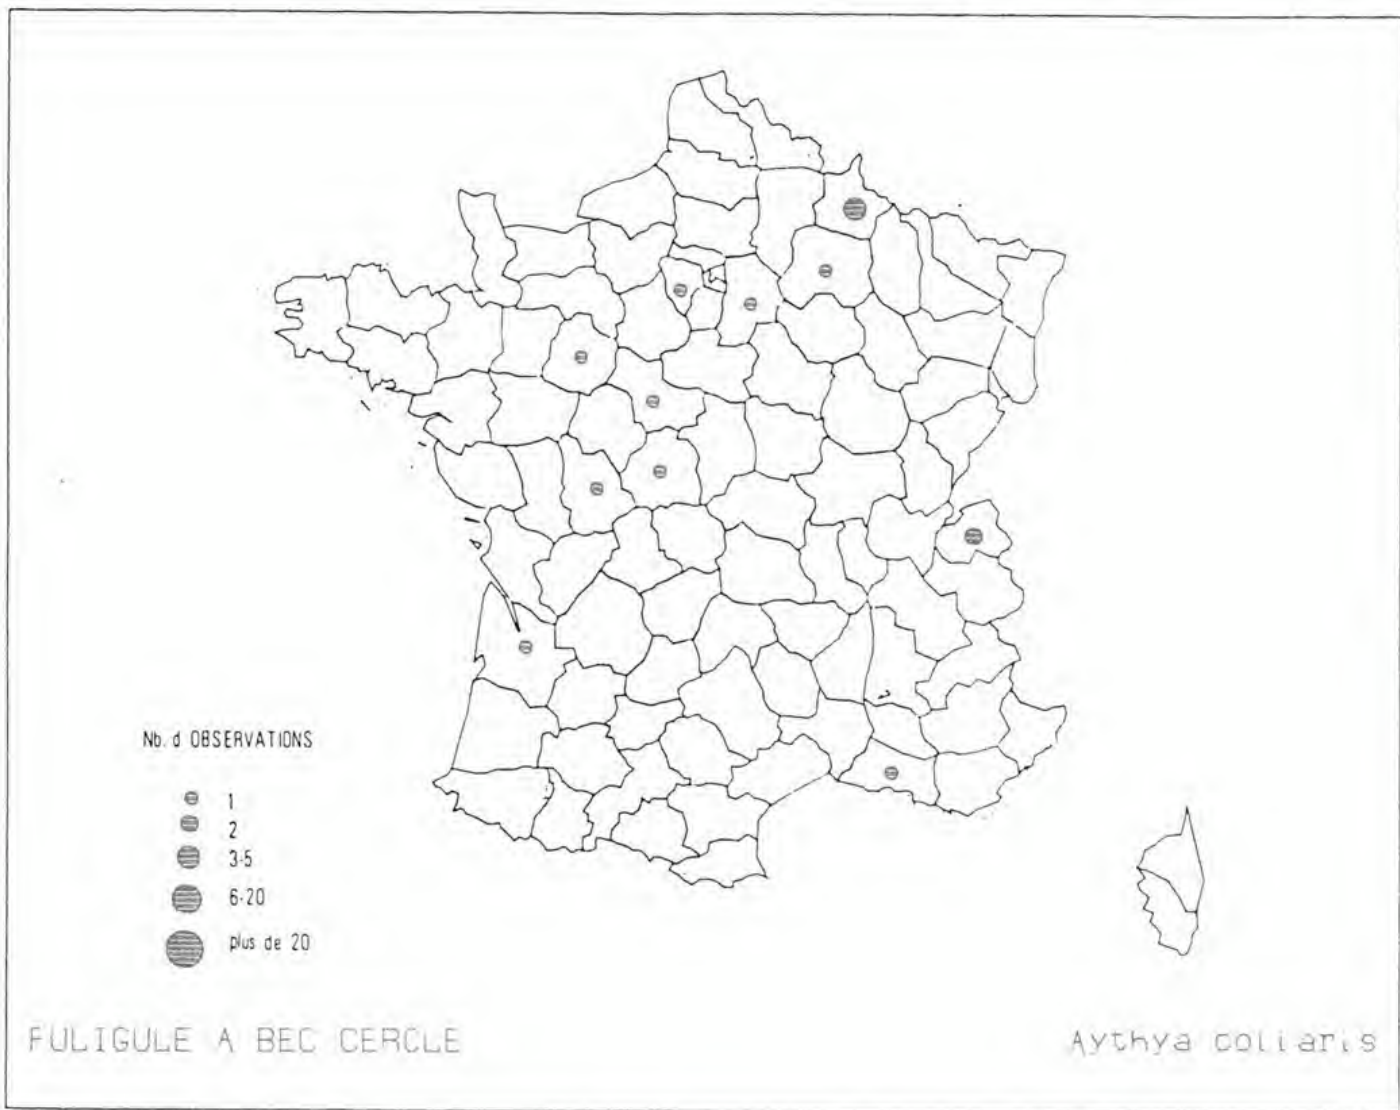 Nb. d OBSERVATIONS
1
2
3-5
6-20
plus de 20
FULIGULE A BEC CERCLE
Aythya collaris